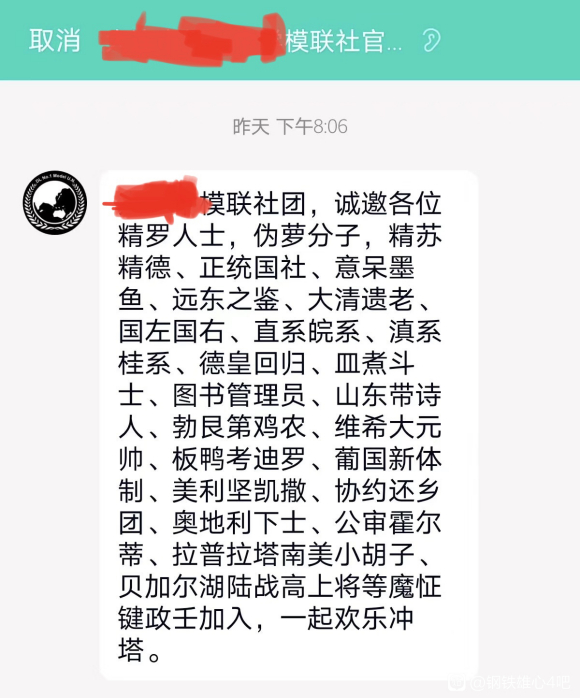 取消
模联社官...
昨天 下午8:06
模联社团，诚邀各位
精罗人士，伪萝分子，精苏
精德、正统国社、意呆墨
鱼、远东之鉴、大清遗老、
国左国右、直系皖系、滇系
桂系、德皇回归、皿煮斗
士、图书管理员、山东带诗
人、勃艮第鸡农、维希大元
帅、板鸭考迪罗、葡国新体
制、美利坚凯撒、协约还乡
团、奥地利下士、公审霍尔
蒂、拉普拉塔南美小胡子、
贝加尔湖陆战高上将等魔怔
键政壬加入，一起欢乐冲
塔。